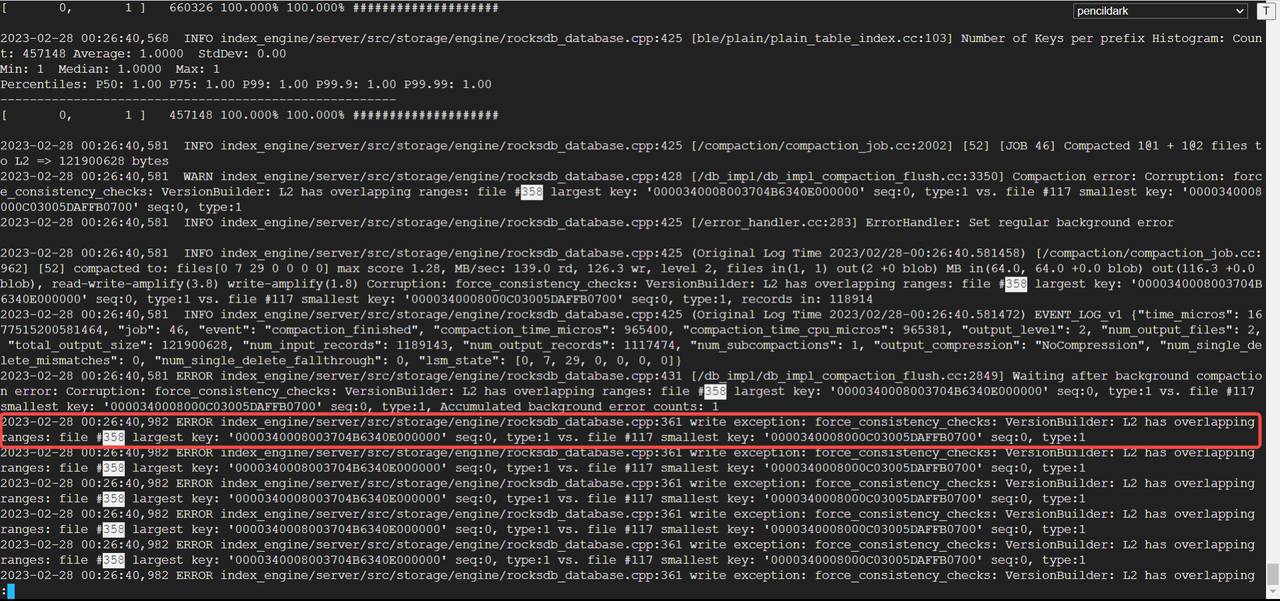 [       0,       1 ]   660326 100.000% 100.000% ####################
pencildark
T
2023-02-28 00:26:40,568  INFO index_engine/server/src/storage/engine/rocksdb_database.cpp:425 [ble/plain/plain_table_index.cc:103] Number of Keys per prefix Histogram: Coun
t: 457148 Average: 1.0000  StdDev: 0.00
Min: 1  Median: 1.0000  Max: 1
Percentiles: P50: 1.00 P75: 1.00 P99: 1.00 P99.9: 1.00 P99.99: 1.00
------------------------------------------------------
[       0,       1 ]   457148 100.000% 100.000% ####################
2023-02-28 00:26:40,581  INFO index_engine/server/src/storage/engine/rocksdb_database.cpp:425 [/compaction/compaction_job.cc:2002] [52] [JOB 46] Compacted 1@1 + 1@2 files t
o L2 => 121900628 bytes
2023-02-28 00:26:40,581  WARN index_engine/server/src/storage/engine/rocksdb_database.cpp:428 [/db_impl/db_impl_compaction_flush.cc:3350] Compaction error: Corruption: forc
e_consistency_checks: VersionBuilder: L2 has overlapping ranges: file #358 largest key: '0000340008003704B6340E000000' seq:0, type:1 vs. file #117 smallest key: '0000340008
000C03005DAFFB0700' seq:0, type:1
2023-02-28 00:26:40,581  INFO index_engine/server/src/storage/engine/rocksdb_database.cpp:425 [/error_handler.cc:283] ErrorHandler: Set regular background error
2023-02-28 00:26:40,581  INFO index_engine/server/src/storage/engine/rocksdb_database.cpp:425 (Original Log Time 2023/02/28-00:26:40.581458) [/compaction/compaction_job.cc:
962] [52] compacted to: files[0 7 29 0 0 0 0] max score 1.28, MB/sec: 139.0 rd, 126.3 wr, level 2, files in(1, 1) out(2 +0 blob) MB in(64.0, 64.0 +0.0 blob) out(116.3 +0.0
blob), read-write-amplify(3.8) write-amplify(1.8) Corruption: force_consistency_checks: VersionBuilder: L2 has overlapping ranges: file #358 largest key: '0000340008003704B
6340E000000' seq:0, type:1 vs. file #117 smallest key: '0000340008000C03005DAFFB0700' seq:0, type:1, records in: 118914
2023-02-28 00:26:40,581  INFO index_engine/server/src/storage/engine/rocksdb_database.cpp:425 (Original Log Time 2023/02/28-00:26:40.581472) EVENT_LOG_v1 {"time_micros": 16
77515200581464, "job": 46, "event": "compaction_finished", "compaction_time_micros": 965400, "compaction_time_cpu_micros": 965381, "output_level": 2, "num_output_files": 2,
"total_output_size": 121900628, "num_input_records": 1189143, "num_output_records": 1117474, "num_subcompactions": 1, "output_compression": "NoCompression", "num_single_de
lete_mismatches": 0, "num_single_delete_fallthrough": 0, "lsm_state": [0, 7, 29, 0, 0, 0, 0]}
2023-02-28 00:26:40,581 ERROR index_engine/server/src/storage/engine/rocksdb_database.cpp:431 [/db_impl/db_impl_compaction_flush.cc:2849] Waiting after background compactio
n error: Corruption: force_consistency_checks: VersionBuilder: L2 has overlapping ranges: file #358 largest key: '0000340008003704B6340E000000' seq:0, type:1 vs. file #117
smallest key: '0000340008000C03005DAFFB0700' seq:0, type:1, Accumulated background error counts: 1
2023-02-28 00:26:40,982 ERROR index_engine/server/src/storage/engine/rocksdb_database.cpp:361 write exception: force_consistency_checks: VersionBuilder: L2 has overlapping
ranges: file #358 largest key: '0000340008003704B6340E000000' seq:0, type:1 vs. file #117 smallest key: '0000340008000C03005DAFFB0700' seq:0, type:1
2023-02-28 00:26:40,982 ERROR index_engine/server/src/storage/engine/rocksdb_database.cpp:361 write exception: force_consistency_checks: VersionBuilder: L2 has overlapping
ranges: file #358 largest key: '0000340008003704B6340E000000' seq:0, type:1 vs. file #117 smallest key: '0000340008000C03005DAFFB0700' seq:0, type:1
2023-02-28 00:26:40,982 ERROR index_engine/server/src/storage/engine/rocksdb_database.cpp:361 write exception: force_consistency_checks: VersionBuilder: L2 has overlapping
ranges: file #358 largest key: '0000340008003704B6340E000000' seq:0, type:1 vs. file #117 smallest key: '0000340008000C03005DAFFB0700' seq:0, type:1
2023-02-28 00:26:40,982 ERROR index_engine/server/src/storage/engine/rocksdb_database.cpp:361 write exception: force_consistency_checks: VersionBuilder: L2 has overlapping
ranges: file #358 largest key: '0000340008003704B6340E000000' seq:0, type:1 vs. file #117 smallest key: '0000340008000C03005DAFFB0700' seq:0, type:1
2023-02-28 00:26:40,982 ERROR index_engine/server/src/storage/engine/rocksdb_database.cpp:361 write exception: force_consistency_checks: VersionBuilder: L2 has overlapping
ranges: file #358 largest key: '0000340008003704B6340E000000' seq:0, type:1 vs. file #117 smallest key: '0000340008000C03005DAFFB0700' seq:0, type:1
2023-02-28 00:26:40,982 ERROR index_engine/server/src/storage/engine/rocksdb_database.cpp:361 write exception: force_consistency_checks: VersionBuilder: L2 has overlapping
: